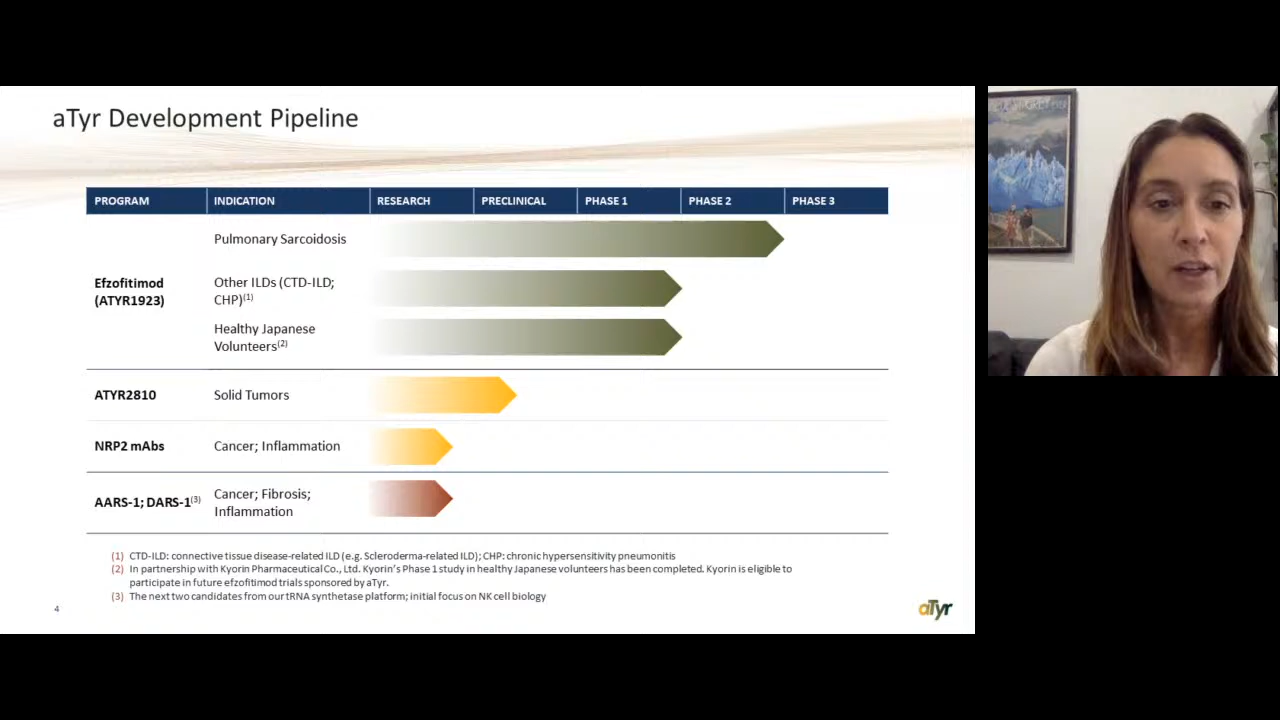 aTyr Development Pipeline
PROGRAM INDICATION RESEARCH PRECLINICAL PHASE 1 PHASE 2 PHASE 3
Efzofitimod
(ATYR1923)
Pulmonary Sarcoidosis
Other ILDs (CTD-ILD;
CHP)(1)
Healthy Japanese
Volunteers(2)
ATYR2810 Solid Tumors
NRP2 mAbs Cancer; Inflammation
AARS-1; DARS-1(3) Cancer; Fibrosis;
Inflammation
(1) CTD-ILD: connective tissue disease-related ILD (e.g. Scleroderma-related ILD); CHP: chronic hypersensitivity pneumonitis
(2) In partnership with Kyorin Pharmaceutical Co., Ltd. Kyorin's Phase 1 study in healthy Japanese volunteers has been completed. Kyorin is eligible to
participate in future efzofitimod trials sponsored by aTyr.
(3) The next two candidates from our tRNA synthetase platform; initial focus on NK cell biology
4
aTyr